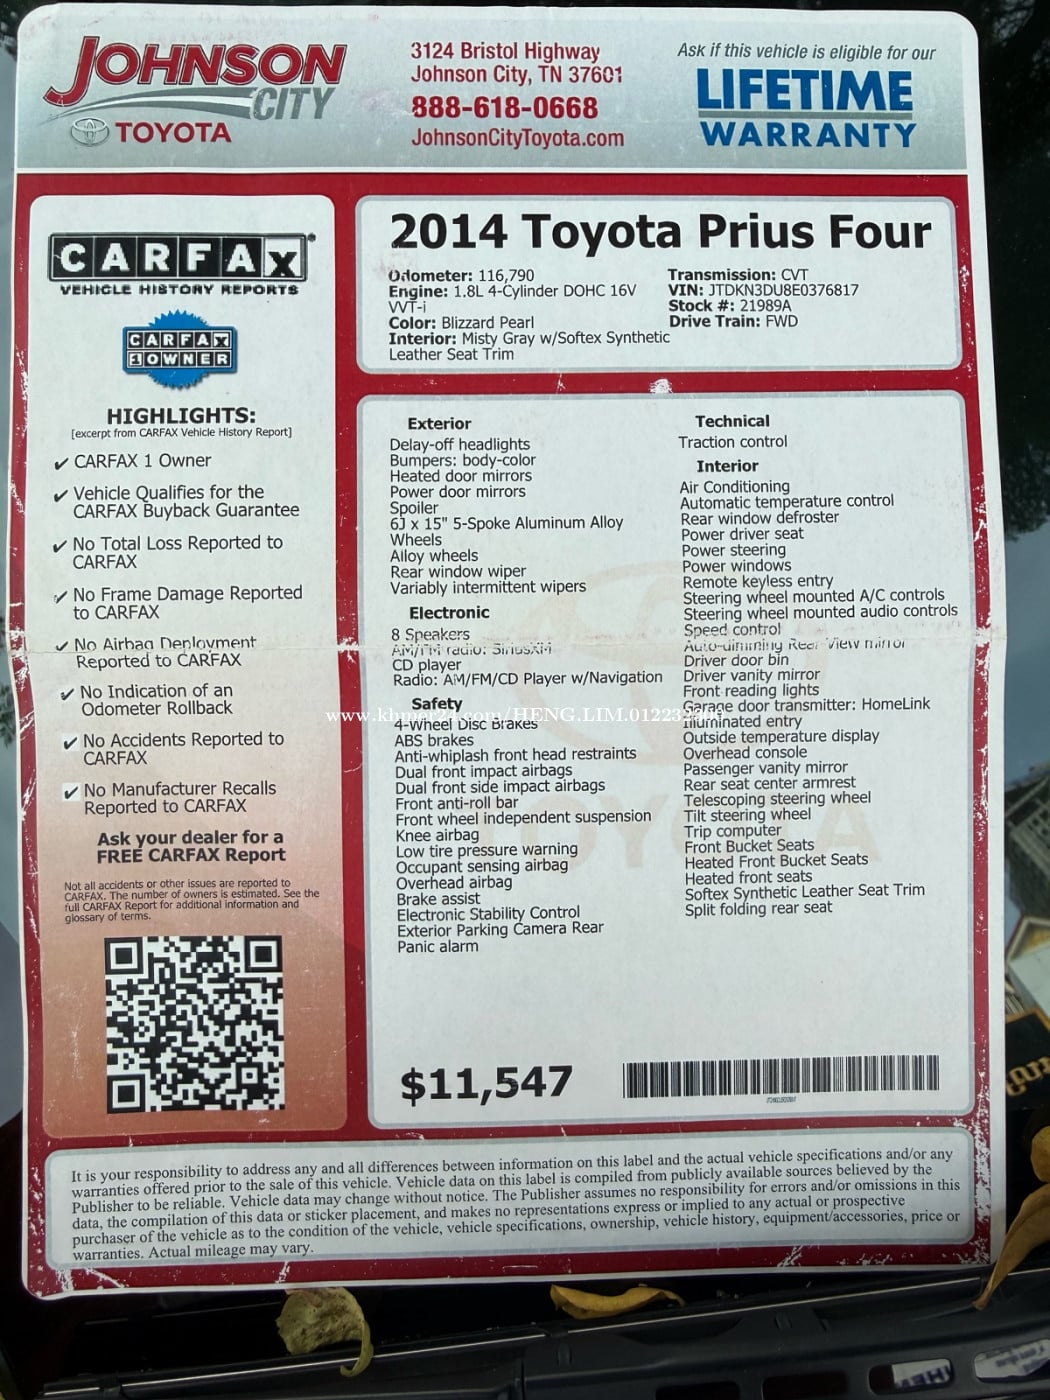 JOHNSON
CITY
TOYOTA
3124 Bristol Highway
Johnson City, TN 37601
888-618-0668
JohnsonCityToyota.com
Ask if this vehicle is eligible for our
LIFETIME
WARRANTY
CARFAX
VEHICLE HISTORY REPORTS
CARFAX
1 OWNER
HIGHLIGHTS:
[excerpt from CARFAX Vehicle History Report]
✔ CARFAX 1 Owner
✔ Vehicle Qualifies for the
CARFAX Buyback Guarantee
✔ No Total Loss Reported to
CARFAX
✔ No Frame Damage Reported
to CARFAX
✔ No Airbag Deployment
Reported to CARFAX
✔ No Indication of an
Odometer Rollback
✔ No Accidents Reported to
CARFAX
✔ No Manufacturer Recalls
Reported to CARFAX
Ask your dealer for a
FREE CARFAX Report
Not all accidents or other issues are reported to
CARFAX. The number of owners is estimated. See the
full CARFAX Report for additional information and
glossary of terms.
2014 Toyota Prius Four
Odometer: 116,790
Engine: 1.8L 4-Cylinder DOHC 16V
VVT-i
Color: Blizzard Pearl
Interior: Misty Gray w/Softex Synthetic
Leather Seat Trim
Transmission: CVT
VIN: JTDKN3DU8E0376817
Stock #: 21989A
Drive Train: FWD
Exterior
Delay-off headlights
Bumpers: body-color
Heated door mirrors
Power door mirrors
Spoiler
6J x 15" 5-Spoke Aluminum Alloy
Wheels
Alloy wheels
Rear window wiper
Variably intermittent wipers
Electronic
8 Speakers
AM/FM radio: SiriusXM
CD player
Radio: AM/FM/CD Player w/Navigation
Safety
4-Wheel Disc Brakes
ABS brakes
Anti-whiplash front head restraints
Dual front impact airbags
Dual front side impact airbags
Front anti-roll bar
Front wheel independent suspension
Knee airbag
Low tire pressure warning
Occupant sensing airbag
Overhead airbag
Brake assist
Electronic Stability Control
Exterior Parking Camera Rear
Panic alarm
Technical
Traction control
Interior
Air Conditioning
Automatic temperature control
Rear window defroster
Power driver seat
Power steering
Power windows
Remote keyless entry
Steering wheel mounted A/C controls
Steering wheel mounted audio controls
Speed control
Auto-dimming Rear-View mirror
Driver door bin
Driver vanity mirror
Front reading lights
Garage door transmitter: HomeLink
Illuminated entry
Outside temperature display
Overhead console
Passenger vanity mirror
Rear seat center armrest
Telescoping steering wheel
Tilt steering wheel
Trip computer
Front Bucket Seats
Heated Front Bucket Seats
Heated front seats
Softex Synthetic Leather Seat Trim
Split folding rear seat
TOYOTA
www.khmer24.com/HENG.LIM.01223
$11,547
It is your responsibility to address any and all differences between information on this label and the actual vehicle specifications and/or any
warranties offered prior to the sale of this vehicle. Vehicle data on this label is compiled from publicly available sources believed by the
Publisher to be reliable. Vehicle data may change without notice. The Publisher assumes no responsibility for errors and/or omissions in this
data, the compilation of this data or sticker placement, and makes no representations express or implied to any actual or prospective
purchaser of the vehicle as to the condition of the vehicle, vehicle specifications, ownership, vehicle history, equipment/accessories, price or
warranties. Actual mileage may vary.